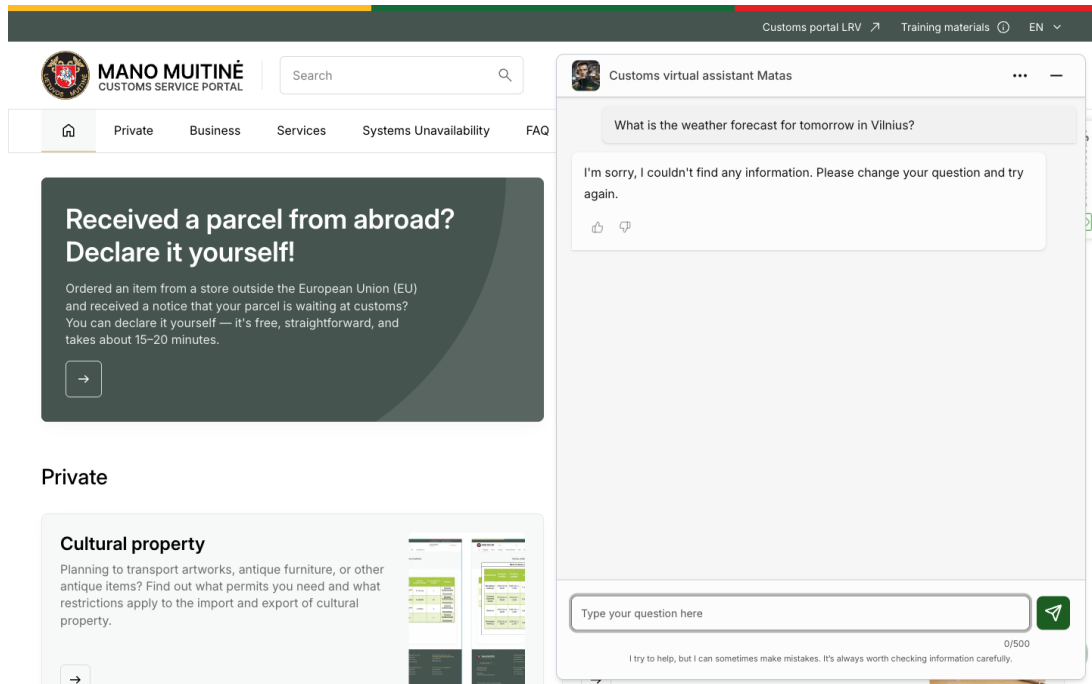 Customs portal LRV
Training materials
EN
MANO MUITINĖ
CUSTOMS SERVICE PORTAL
Search
Private
Business
Services
Systems Unavailability
FAQ
Received a parcel from abroad?
Declare it yourself!
Ordered an item from a store outside the European Union (EU)
and received a notice that your parcel is waiting at customs?
You can declare it yourself — it's free, straightforward, and
takes about 15–20 minutes.
Private
Cultural property
Planning to transport artworks, antique furniture, or other
antique items? Find out what permits you need and what
restrictions apply to the import and export of cultural
property.
Customs virtual assistant Matas
What is the weather forecast for tomorrow in Vilnius?
I'm sorry, I couldn't find any information. Please change your question and try
again.
Type your question here
0/500
I try to help, but I can sometimes make mistakes. It's always worth checking information carefully.